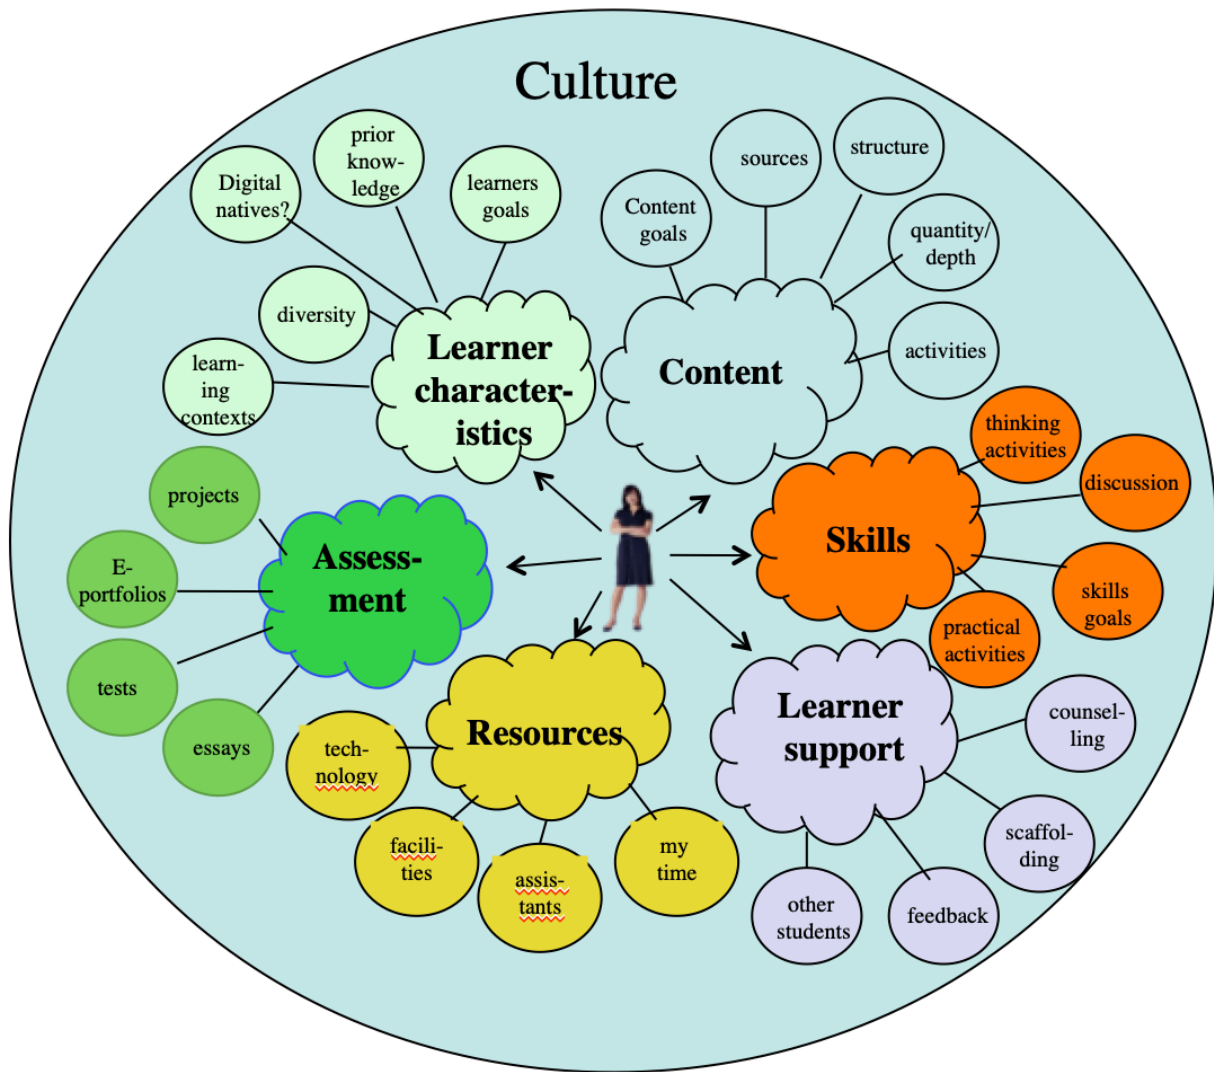 Culture
Digital
natives?
prior
know-
ledge
learners
goals
diversity
learn-
ing
contexts
Learner
character-
istics
Content
goals
sources
structure
quantity/
depth
activities
Content
thinking
activities
discussion
skills
goals
practical
activities
Skills
projects
E-
portfolios
tests
essays
Assess-
ment
Resources
tech-
nology
facili-
ties
assis-
tants
my
time
Learner
support
counsel-
ling
scaffol-
ding
feedback
other
students